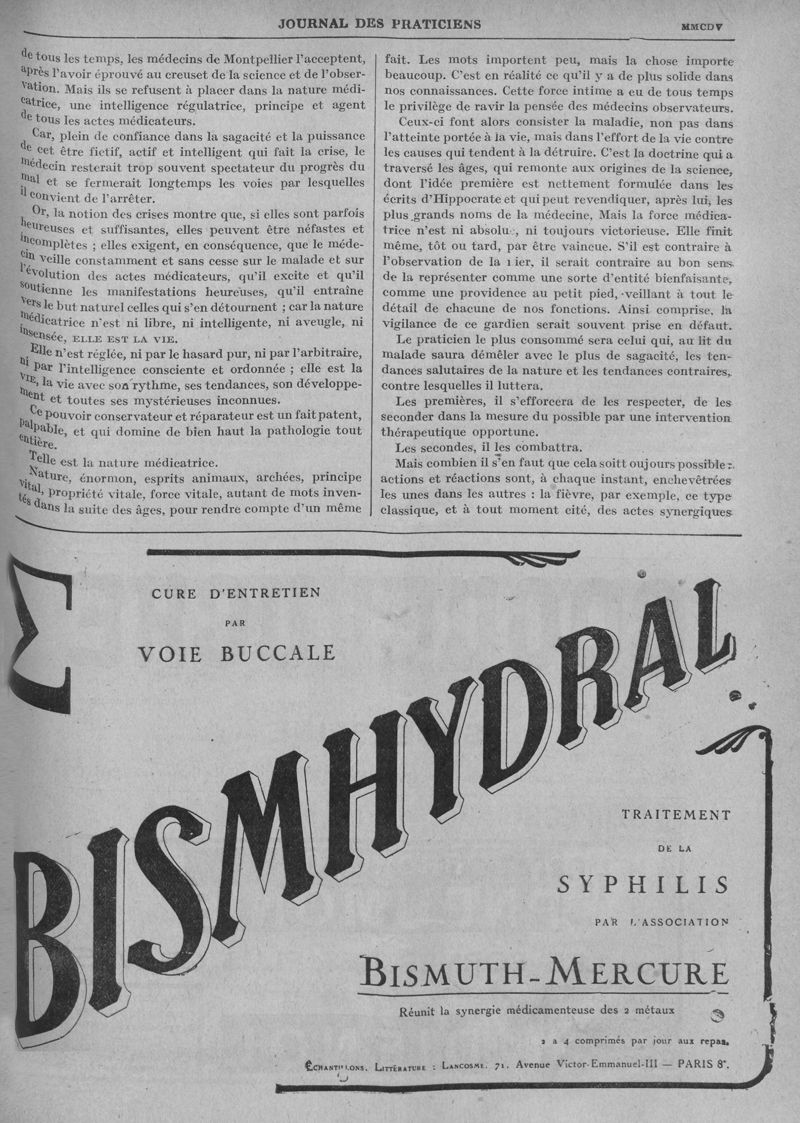 JOURNAL DES PRATICIENS
MMCDV
de tous les temps, les médecins de Montpellier l'acceptent,
après l'avoir éprouvé au creuset de la science et de l'obser-
vation. Mais ils se refusent à placer dans la nature médi-
catrice, une intelligence régulatrice, principe et agent
de tous les actes médicateurs.
Car, plein de confiance dans la sagacité et la puissance
de cet être fictif, actif et intelligent qui fait la crise, le
médecin resterait trop souvent spectateur du progrès du
mal et se fermerait longtemps les voies par lesquelles
il convient de l'arrêter.
Or, la notion des crises montre que, si elles sont parfois
heureuses et suffisantes, elles peuvent être néfastes et
incomplètes ; elles exigent, en conséquence, que le méde-
cin veille constamment et sans cesse sur le malade et sur
l'évolution des actes médicateurs, qu'il excite et qu'il
soutienne les manifestations heureuses, qu'il entraîne
vers le but naturel celles qui s'en détournent ; car la nature
médicatrice n'est ni libre, ni intelligente, ni aveugle, ni
insensée, ELLE EST LA VIE.
Elle n'est réglée, ni par le hasard pur, ni par l'arbitraire,
ni par l'intelligence consciente et ordonnée ; elle est la
VIE, la vie avec son rythme, ses tendances, son développe-
ment et toutes ses mystérieuses inconnues.
Ce pouvoir conservateur et réparateur est un fait patent,
palpable, et qui domine de bien haut la pathologie tout
entière.
Telle est la nature médicatrice.
Nature, énormon, esprits animaux, archées, principe
vital, propriété vitale, force vitale, autant de mots inven-
tés dans la suite des âges, pour rendre compte d'un même
fait. Les mots importent peu, mais la chose importe
beaucoup. C'est en réalité ce qu'il y a de plus solide dans
nos connaissances. Cette force intime a eu de tous temps
le privilège de ravir la pensée des médecins observateurs.
Ceux-ci font alors consister la maladie, non pas dans
l'atteinte portée à la vie, mais dans l'effort de la vie contre
les causes qui tendent à la détruire. C'est la doctrine qui a
traversé les âges, qui remonte aux origines de la science,
dont l'idée première est nettement formulée dans les
écrits d'Hippocrate et qui peut revendiquer, après lui, les
plus grands noms de la médecine, Mais la force médica-
trice n'est ni absolue, ni toujours victorieuse. Elle finit
même, tôt ou tard, par être vaincue. S'il est contraire à
l'observation de la nier, il serait contraire au bon sens
de la représenter comme une sorte d'entité bienfaisante,
comme une providence au petit pied, veillant à tout le
détail de chacune de nos fonctions. Ainsi comprise, la
vigilance de ce gardien serait souvent prise en défaut.
Le praticien le plus consommé sera celui qui, au lit du
malade saura démêler avec le plus de sagacité, les ten-
dances salutaires de la nature et les tendances contraires,
contre lesquelles il luttera.
Les premières, il s'efforcera de les respecter, de les
seconder dans la mesure du possible par une intervention
thérapeutique opportune.
Les secondes, il les combattra.
Mais combien il s'en faut que cela soitt oujours possible :
actions et réactions sont, à chaque instant, enchevêtrées
les unes dans les autres : la fièvre, par exemple, ce type
classique, et à tout moment cité, des actes synergiques
Σ
CURE D'ENTRETIEN
PAR
VOIE BUCCALE
BISMHYDRAL
TRAITEMENT
DE LA
SYPHILIS
PAR L'ASSOCIATION
BISMUTH-MERCURE
Réunit la synergie médicamenteuse des 2 métaux
2 a 4 comprimés par jour aux repas.
ÉCHANTILLONS, LITTÉRATURE : LANCOSME, 71, Avenue Victor-Emmanuel-III — PARIS 8e.